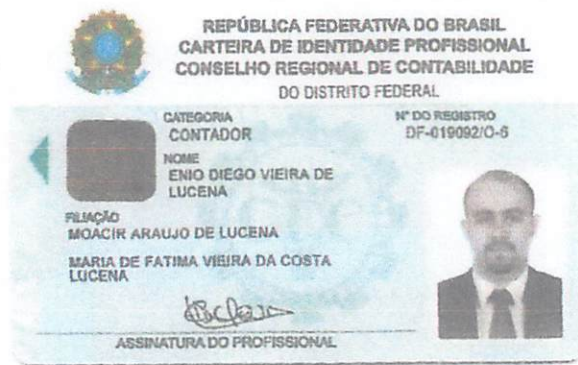 REPÚBLICA FEDERATIVA DO BRASIL
CARTEIRA DE IDENTIDADE PROFISSIONAL
CONSELHO REGIONAL DE CONTABILIDADE
DO DISTRITO FEDERAL
CATEGORIA
CONTADOR
Nº DO REGISTRO
DF-019092/O-6
NOME
ENIO DIEGO VIEIRA DE
LUCENA
FILIAÇÃO
MOACIR ARAUJO DE LUCENA
MARIA DE FATIMA VIEIRA DA COSTA
LUCENA
ASSINATURA DO PROFISSIONAL